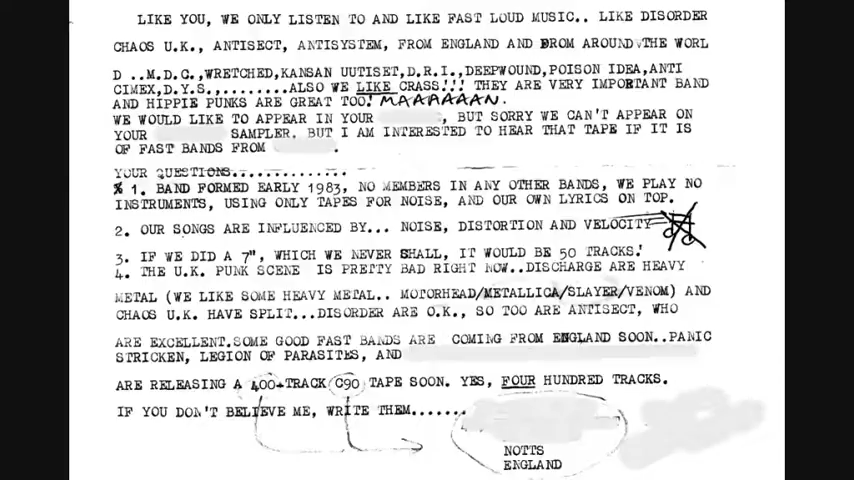 LIKE YOU, WE ONLY LISTEN TO AND LIKE FAST LOUD MUSIC.. LIKE DISORDER
CHAOS U.K., ANTISECT, ANTISYSTEM, FROM ENGLAND AND DROM AROUND THE WORL
D ..M.D.C.,WRETCHED,KANSAN UUTISET,D.R.I.,DEEPWOUND,POISON IDEA,ANTI
CIMEX,D.Y.S.,........ALSO WE LIKE CRASS!!! THEY ARE VERY IMPORTANT BAND
AND HIPPIE PUNKS ARE GREAT TOO! MAAAAAAN.
WE WOULD LIKE TO APPEAR IN YOUR , BUT SORRY WE CAN'T APPEAR ON
YOUR SAMPLER. BUT I AM INTERESTED TO HEAR THAT TAPE IF IT IS
OF FAST BANDS FROM .
YOUR QUESTIONS..............
1. BAND FORMED EARLY 1983, NO MEMBERS IN ANY OTHER BANDS, WE PLAY NO
INSTRUMENTS, USING ONLY TAPES FOR NOISE, AND OUR OWN LYRICS ON TOP.
2. OUR SONGS ARE INFLUENCED BY... NOISE, DISTORTION AND VELOCITY
3. IF WE DID A 7", WHICH WE NEVER SHALL, IT WOULD BE 50 TRACKS!
4. THE U.K. PUNK SCENE IS PRETTY BAD RIGHT NOW..DISCHARGE ARE HEAVY
METAL (WE LIKE SOME HEAVY METAL.. MOTORHEAD/METALLICA/SLAYER/VENOM) AND
CHAOS U.K. HAVE SPLIT...DISORDER ARE O.K., SO TOO ARE ANTISECT, WHO
ARE EXCELLENT.SOME GOOD FAST BANDS ARE COMING FROM ENGLAND SOON..PANIC
STRICKEN, LEGION OF PARASITES, AND
ARE RELEASING A 400-TRACK C90 TAPE SOON. YES, FOUR HUNDRED TRACKS.
IF YOU DON'T BELIEVE ME, WRITE THEM.......
NOTTS
ENGLAND